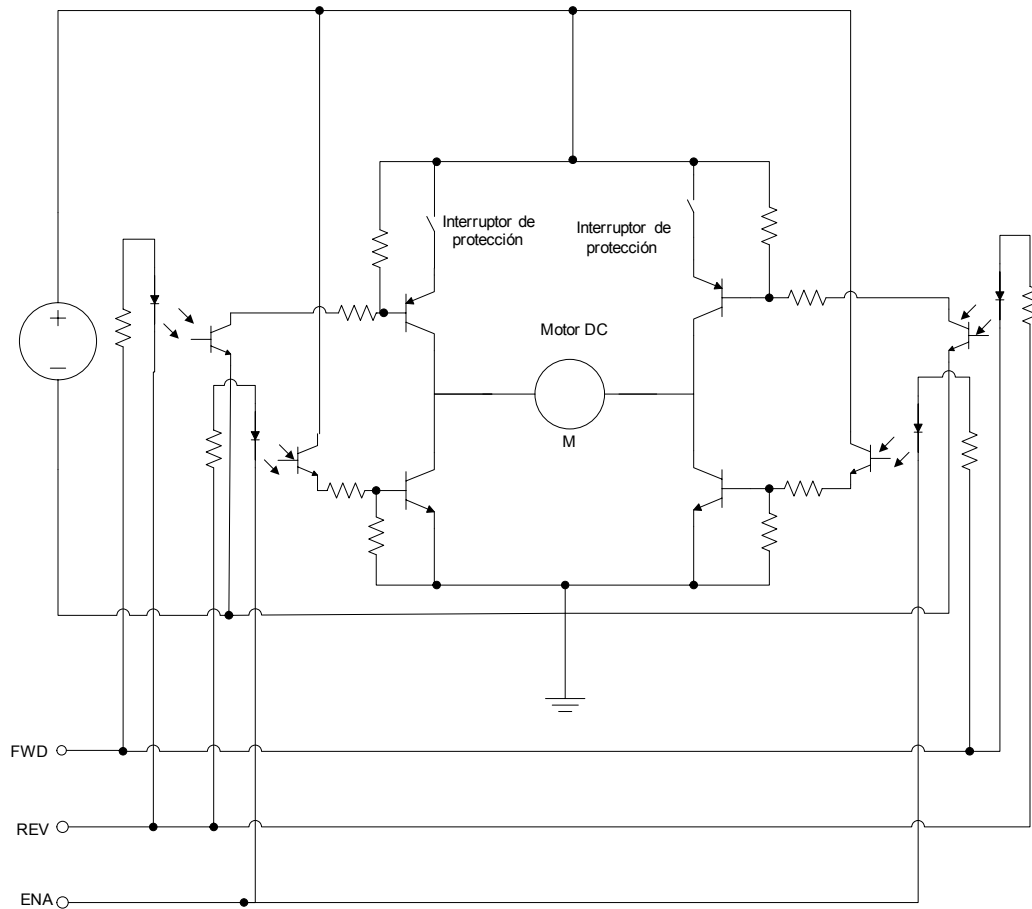 Interruptor de
protección
Interruptor de
protección
Motor DC
M
FWD
REV
ENA